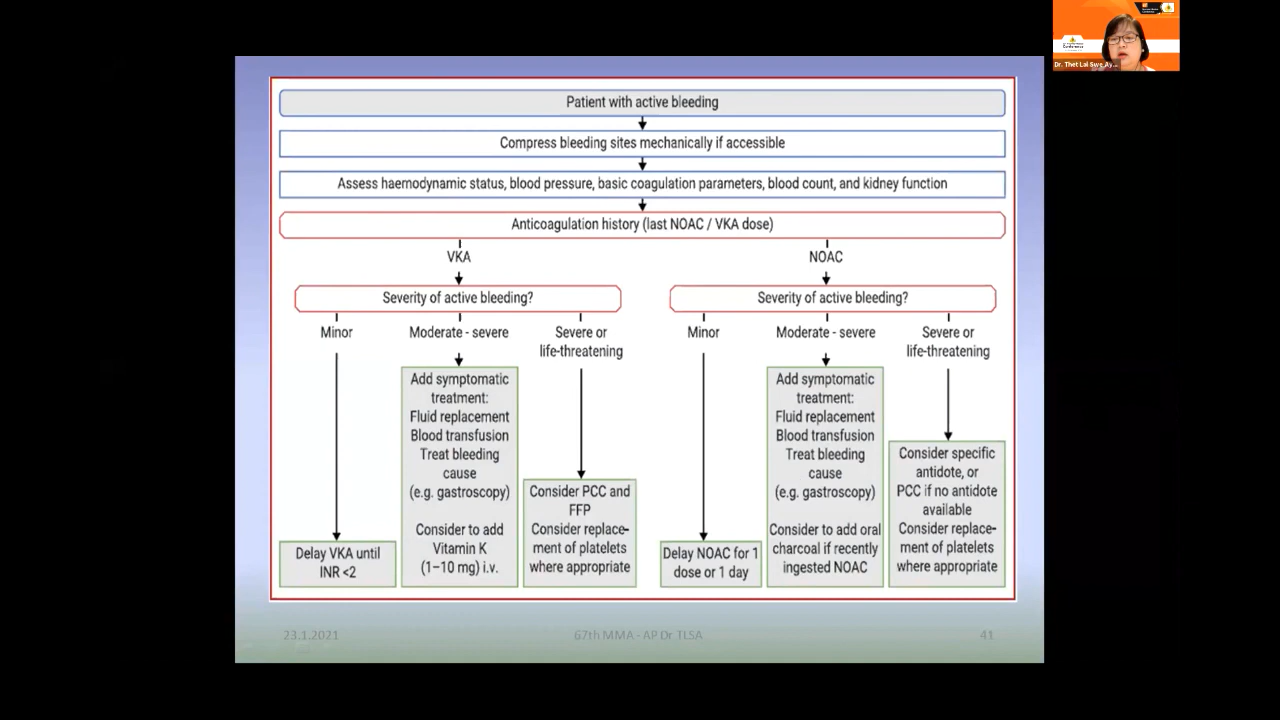 Patient with active bleeding
Compress bleeding sites mechanically if accessible
Assess haemodynamic status, blood pressure, basic coagulation parameters, blood count, and kidney function
Anticoagulation history (last NOAC / VKA dose)
VKA
Severity of active bleeding?
Minor
Moderate - severe
Severe or
life-threatening
Add symptomatic
treatment:
Fluid replacement
Blood transfusion
Treat bleeding
cause
(e.g. gastroscopy)
Consider to add
Vitamin K
(1–10 mg) i.v.
Consider PCC and
FFP
Consider replace-
ment of platelets
where appropriate
Delay VKA until
INR <2
NOAC
Severity of active bleeding?
Minor
Moderate - severe
Severe or
life-threatening
Add symptomatic
treatment:
Fluid replacement
Blood transfusion
Treat bleeding
cause
(e.g. gastroscopy)
Consider to add oral
charcoal if recently
ingested NOAC
Consider specific
antidote, or
PCC if no antidote
available
Consider replace-
ment of platelets
where appropriate
Delay NOAC for 1
dose or 1 day
23.1.2021
67th MMA - AP Dr TLSA
41
Conference
Dr. Thet Lai Swe Ay...